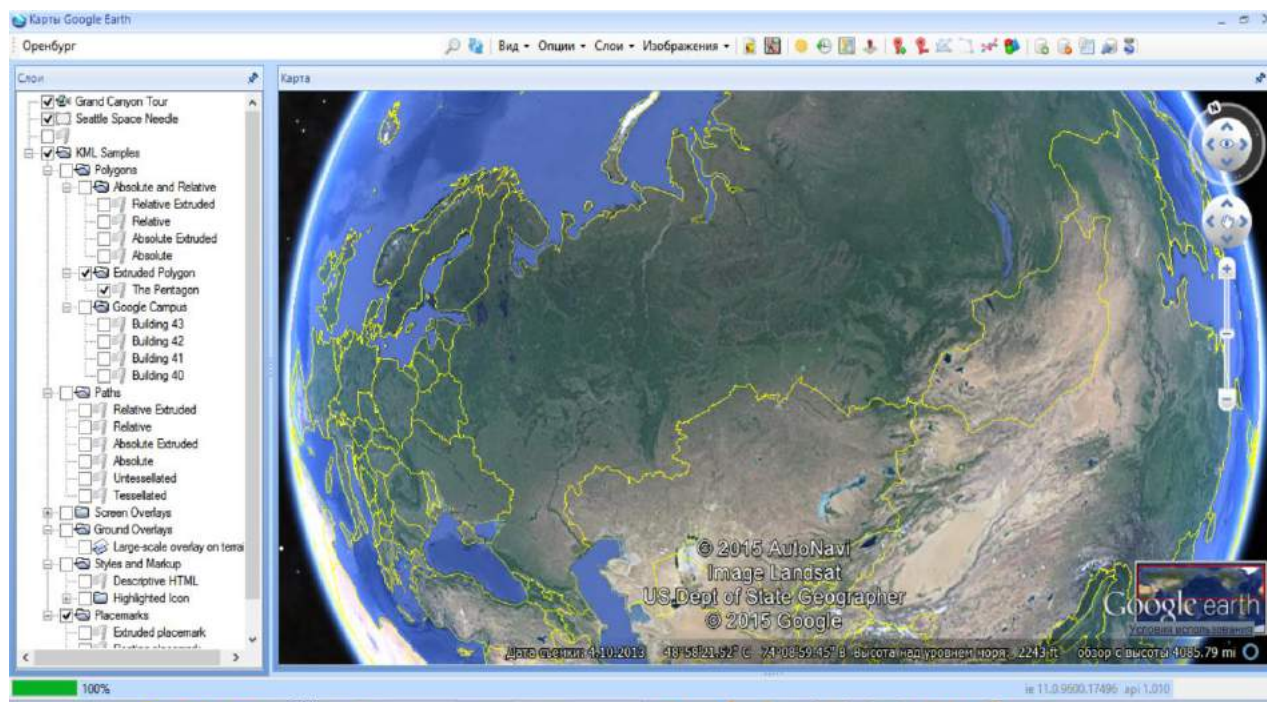 Карты Google Earth
Оренбург
Вид Опции Слои Изображения
Слои
Карта
Grand Canyon Tour
Seattle Space Needle
KML Samples
Polygons
Absolute and Relative
Relative Extruded
Relative
Absolute Extruded
Absolute
Extruded Polygon
The Pentagon
Google Campus
Building 43
Building 42
Building 41
Building 40
Paths
Relative Extruded
Relative
Absolute Extruded
Absolute
Untessellated
Tessellated
Screen Overlays
Ground Overlays
Large-scale overlay on terrai
Styles and Markup
Descriptive HTML
Highlighted Icon
Placemarks
Extruded placemark
N
© 2015 AutoNavi
Image Landsat
US Dept of State Geographer
© 2015 Google
Google earth
Условия использования
Дата съемки: 4.10.2013 48°58'21.52" С 74°08'59.45" В Высота над уровнем моря: 2243 ft обзор с высоты 4085.79 mi
100%
ie 11.0.9600.17496 api 1.010